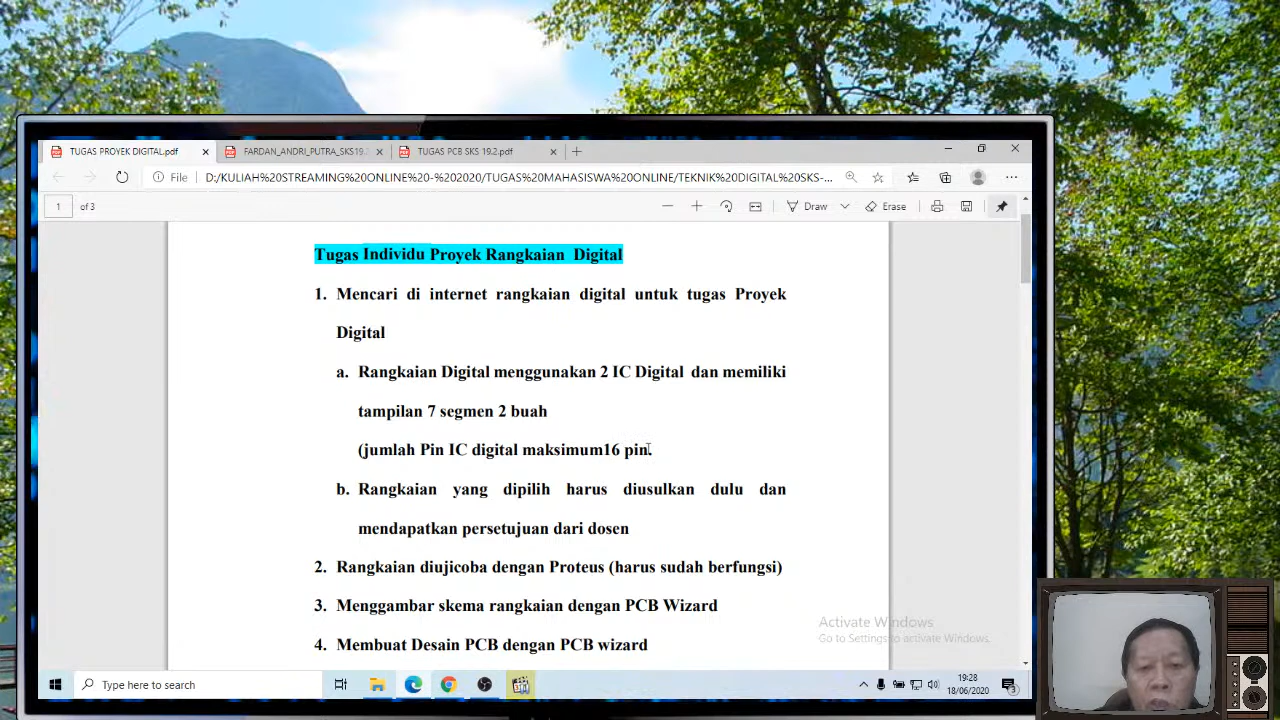 TUGAS PROYEK DIGITAL.pdf
FARDAN_ANDRI_PUTRA_SKS19.
TUGAS PCB SKS 19.2.pdf
File
D:/KULIAH%20STREAMING%20ONLINE%20-%202020/TUGAS%20MAHASISWA%20ONLINE/TEKNIK%20DIGITAL%20SKS-...
1 of 3
Draw
Erase
Tugas Individu Proyek Rangkaian Digital
1. Mencari di internet rangkaian digital untuk tugas Proyek
Digital
a. Rangkaian Digital menggunakan 2 IC Digital dan memiliki
tampilan 7 segmen 2 buah
(jumlah Pin IC digital maksimum16 pin.
b. Rangkaian yang dipilih harus diusulkan dulu dan
mendapatkan persetujuan dari dosen
2. Rangkaian diujicoba dengan Proteus (harus sudah berfungsi)
3. Menggambar skema rangkaian dengan PCB Wizard
4. Membuat Desain PCB dengan PCB wizard
Activate Windows
Go to Settings to activate Windows.
Type here to search
19:28
18/06/2020
3